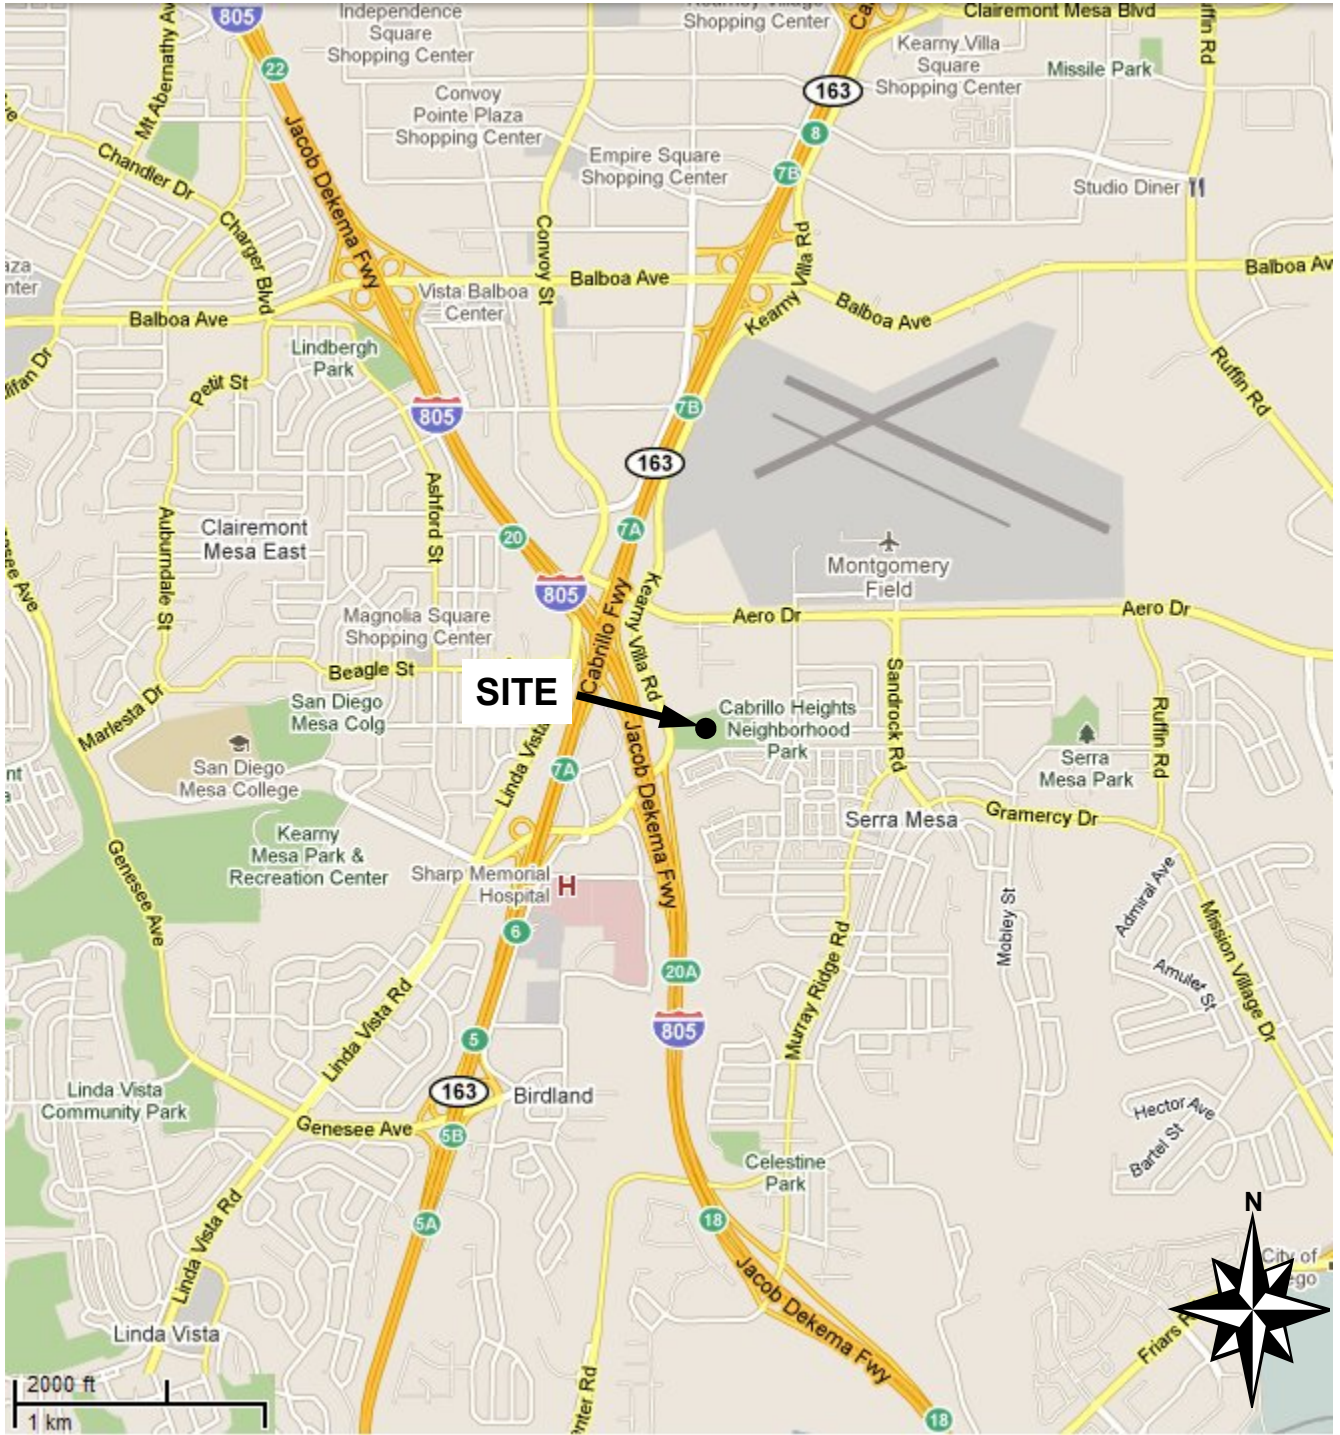 805
Independence
Square
Shopping Center
Shopping Center
Clairemont Mesa Blvd
Ruffin Rd
22
Mt Abernathy Av
Kearny Villa
Square
Shopping Center
Missile Park
163
Convoy
Pointe Plaza
Shopping Center
8
Jacob Dekema Fwy
Chandler Dr
Empire Square
Shopping Center
7B
Studio Diner
Charger Blvd
Convoy St
Kearny Villa Rd
Balboa Ave
Balboa Av
Vista Balboa
Center
Balboa Ave
Balboa Ave
Lindbergh
Park
Petit St
Ruffin Rd
805
7B
163
Ashford St
Auburndale St
Clairemont
Mesa East
20
7A
Montgomery
Field
805
Cabrillo Fwy
Kearny Villa Rd
Aero Dr
Aero Dr
Magnolia Square
Shopping Center
Beagle St
SITE
Sandrock Rd
Ruffin Rd
San Diego
Mesa Colg
Marlesta Dr
Cabrillo Heights
Neighborhood
Park
Serra
Mesa Park
Linda Vista
Jacob Dekema Fwy
San Diego
Mesa College
7A
Serra Mesa
Gramercy Dr
Kearny
Mesa Park &
Recreation Center
Genesee Ave
Sharp Memorial
Hospital
H
6
Mobley St
Admiral Ave
Mission Village Dr
Amulet St
Murray Ridge Rd
20A
805
Linda Vista Rd
5
163
Birdland
Linda Vista
Community Park
Genesee Ave
5B
Hector Ave
Bartel St
Celestine
Park
5A
18
Linda Vista Rd
N
City of
Jacob Dekema Fwy
Linda Vista
Friars
2000 ft
1 km
18